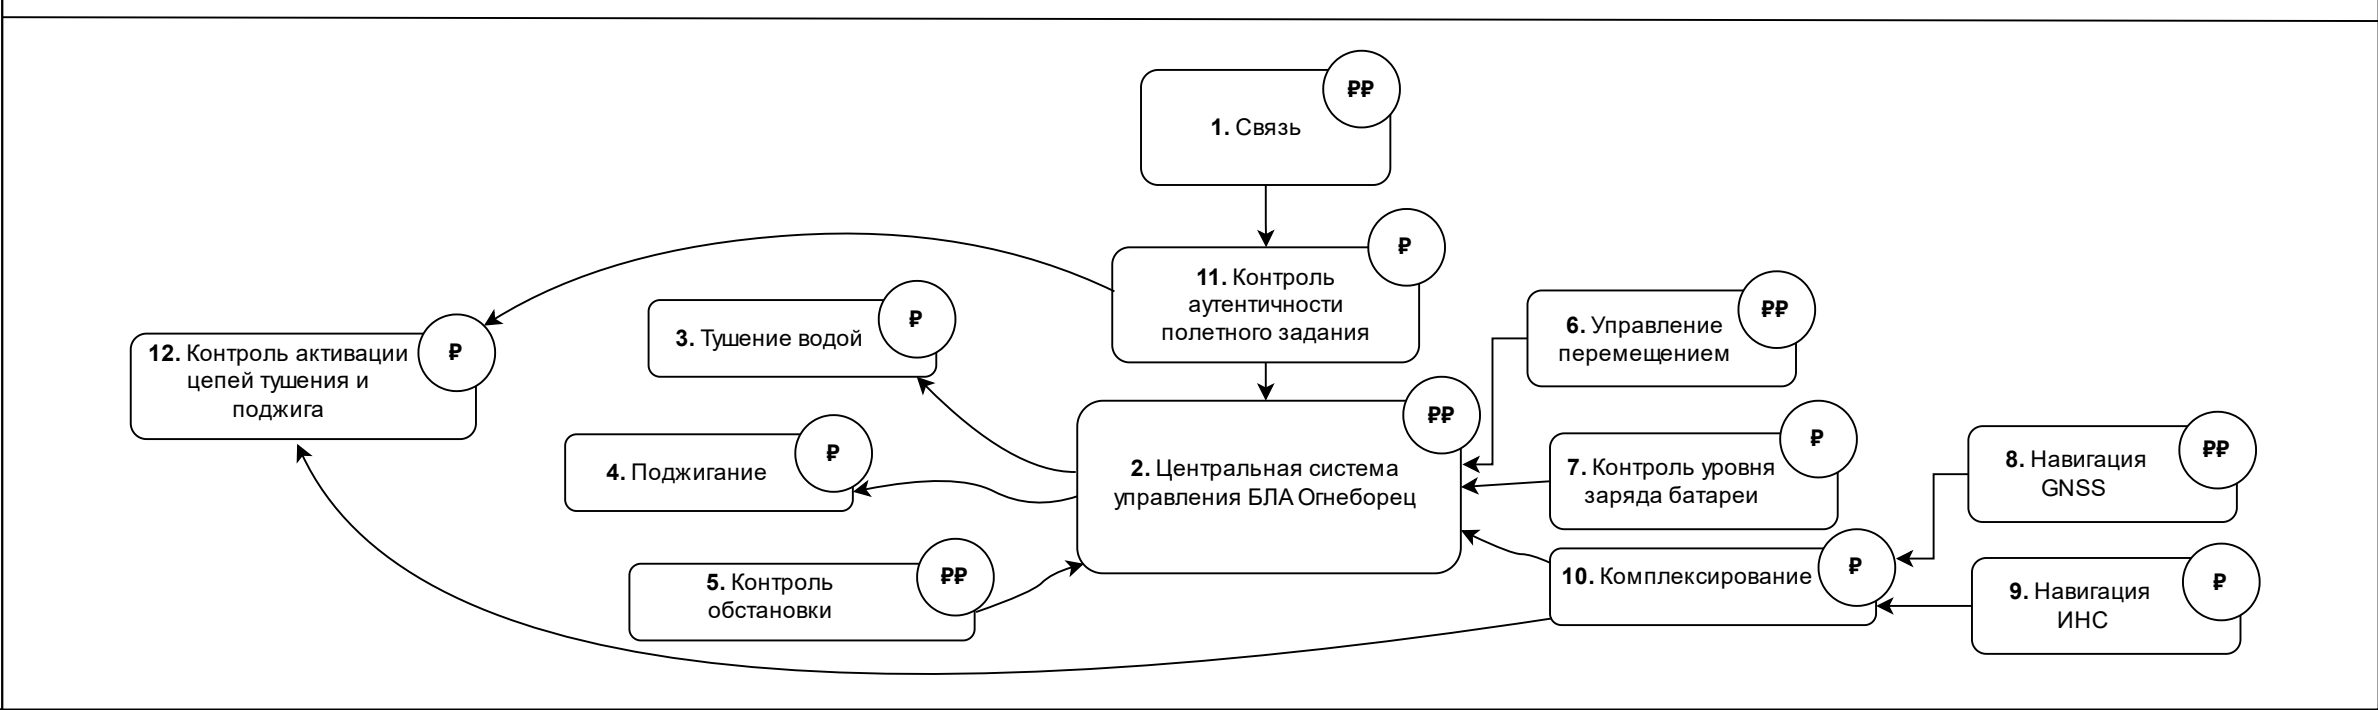 ₽₽
1. Связь
₽
11. Контроль
аутентичности
полетного задания
₽
3. Тушение водой
₽₽
6. Управление
перемещением
₽
12. Контроль активации
цепей тушения и
поджига
₽
4. Поджигание
₽₽
2. Центральная система
управления БЛА Огнеборец
₽
7. Контроль уровня
заряда батареи
₽₽
8. Навигация
GNSS
₽₽
5. Контроль
обстановки
₽
10. Комплексирование
₽
9. Навигация
ИНС